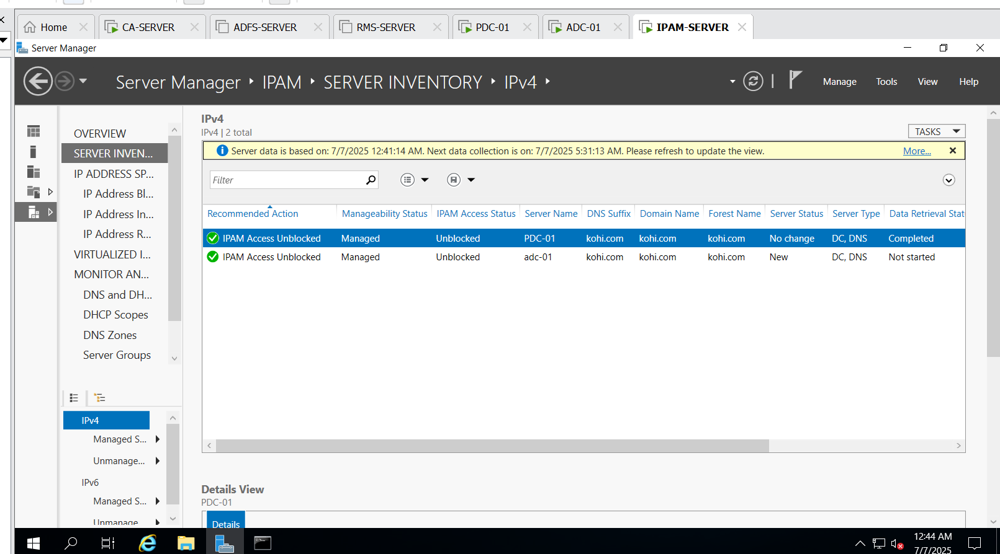 Home
CA-SERVER
ADFS-SERVER
RMS-SERVER
PDC-01
ADC-01
IPAM-SERVER
Server Manager
Server Manager
IPAM
SERVER INVENTORY
IPv4
Manage
Tools
View
Help
OVERVIEW
SERVER INVEN...
IP ADDRESS SP...
IP Address Bl...
IP Address In...
IP Address R...
VIRTUALIZED I...
MONITOR AN...
DNS and DH...
DHCP Scopes
DNS Zones
Server Groups
IPv4
Managed S...
Unmanage...
IPv6
Managed S...
Unmanage
IPv4
IPv4 | 2 total
TASKS
Server data is based on: 7/7/2025 12:41:14 AM. Next data collection is on: 7/7/2025 5:31:13 AM. Please refresh to update the view.
More...
Filter
Recommended Action Manageability Status IPAM Access Status Server Name DNS Suffix Domain Name Forest Name Server Status Server Type Data Retrieval Stat
IPAM Access Unblocked Managed Unblocked PDC-01 kohi.com kohi.com kohi.com No change DC, DNS Completed
IPAM Access Unblocked Managed Unblocked adc-01 kohi.com kohi.com kohi.com New DC, DNS Not started
Details View
PDC-01
Details
12:44 AM
7/7/2025